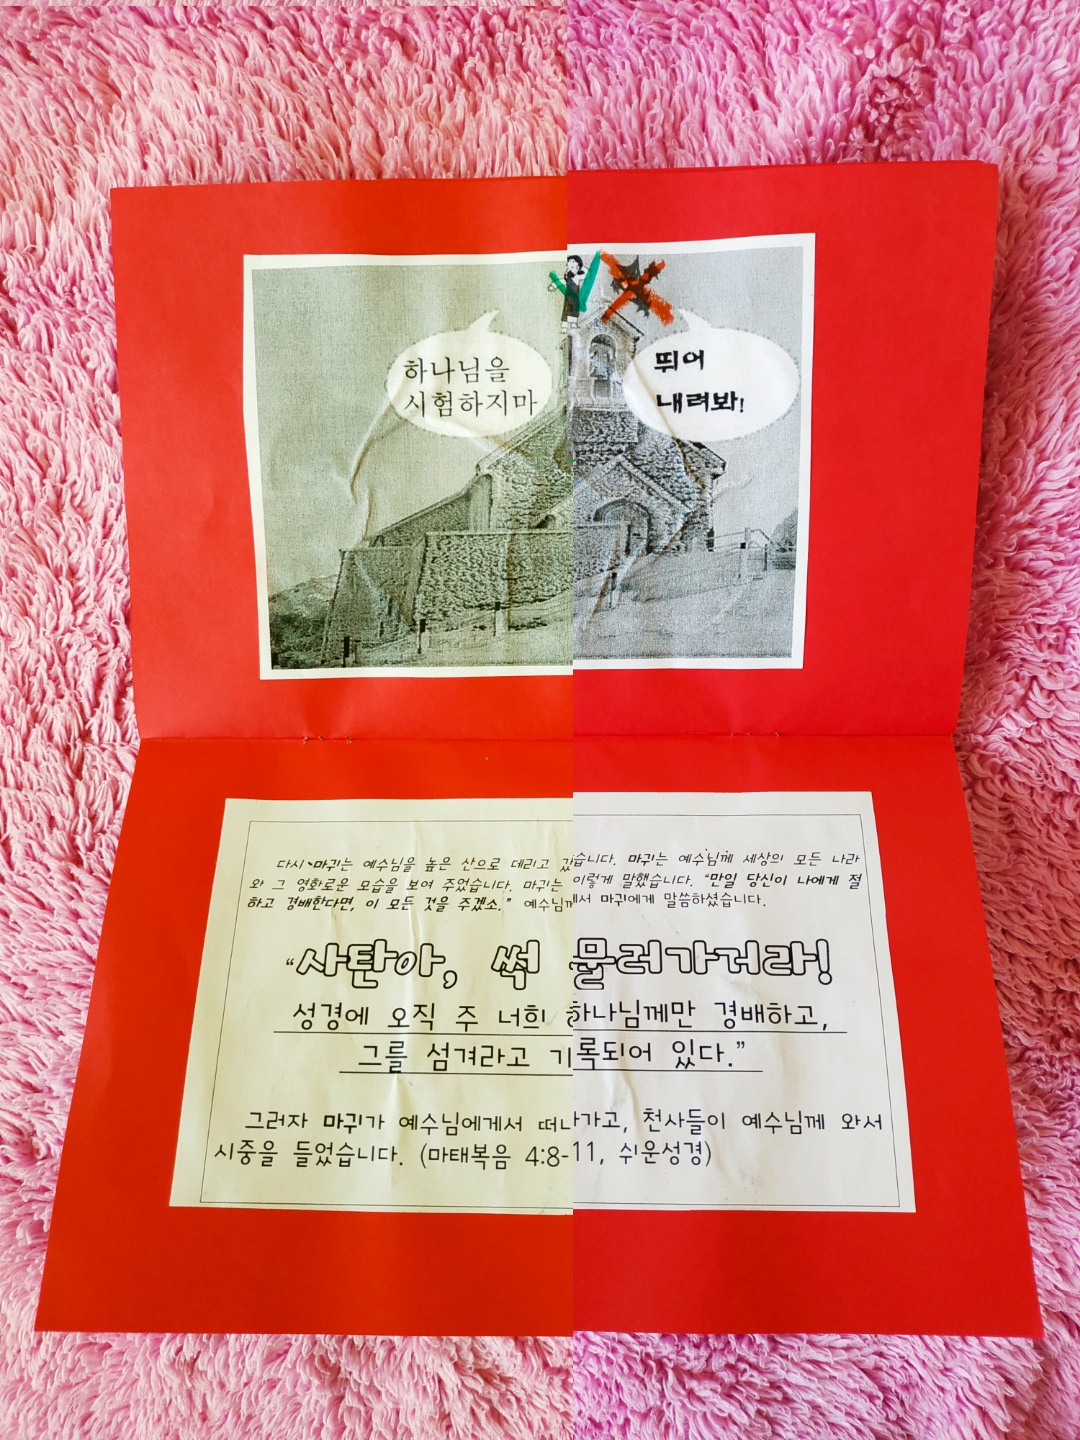 하나님을
시험하지마
뛰어
내려봐!
다시 마귀는 예수님을 높은 산으로 데리고 갔습니다. 마귀는 예수님께 세상의 모든 나라
와 그 영화로운 모습을 보여 주었습니다. 마귀는 이렇게 말했습니다. “만일 당신이 나에게 절
하고 경배한다면, 이 모든 것을 주겠소.” 예수님께서 마귀에게 말씀하셨습니다.
“사탄아, 썩 물러가거라!
성경에 오직 주 너희 하나님께만 경배하고,
그를 섬겨라고 기록되어 있다.”
그러자 마귀가 예수님에게서 떠나가고, 천사들이 예수님께 와서
시중을 들었습니다. (마태복음 4:8-11, 쉬운성경)